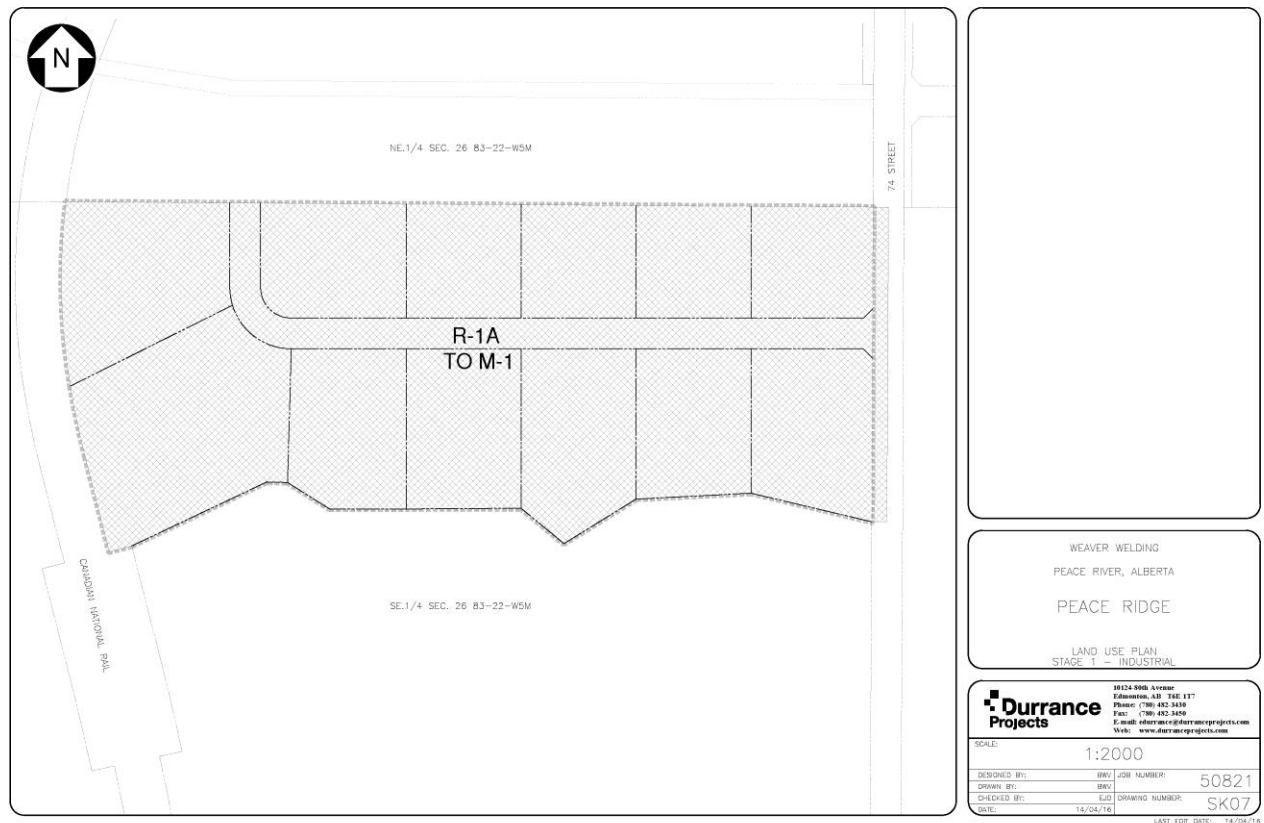 N
NE.1/4 SEC. 26 83-22-W5M
74 STREET
R-1A
TO M-1
CANADIAN NATIONAL RAIL
SE.1/4 SEC. 26 83-22-W5M
WEAVER WELDING
PEACE RIVER, ALBERTA
PEACE RIDGE
LAND USE PLAN
STAGE 1 - INDUSTRIAL
Durrance
Projects
10124-80th Avenue
Edmonton, AB T6E 1T7
Phone: (780) 482-3430
Fax: (780) 482-3450
E-mail: edurrance@durranceprojects.com
Web: www.durranceprojects.com
SCALE:
1:2000
DESIGNED BY: BWV
JOB NUMBER: 50821
DRAWN BY: BWV
CHECKED BY: EJD
DRAWING NUMBER: SK07
DATE: 14/04/16
LAST EDIT DATE: 14/04/16